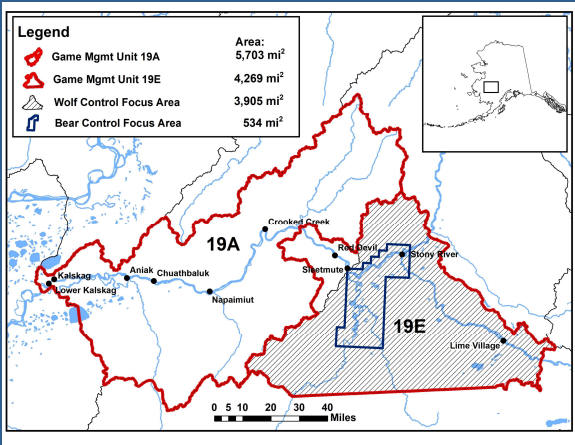 Legend
Area:
Game Mgmt Unit 19A 5,703 mi²
Game Mgmt Unit 19E 4,269 mi²
Wolf Control Focus Area 3,905 mi²
Bear Control Focus Area 534 mi²
Crooked Creek
19A
Red Devil
Stony River
Sleetmute
Kalskag
Aniak
Chuathbaluk
Lower Kalskag
Napaimiut
19E
Lime Village
0 5 10 20 30 40
Miles